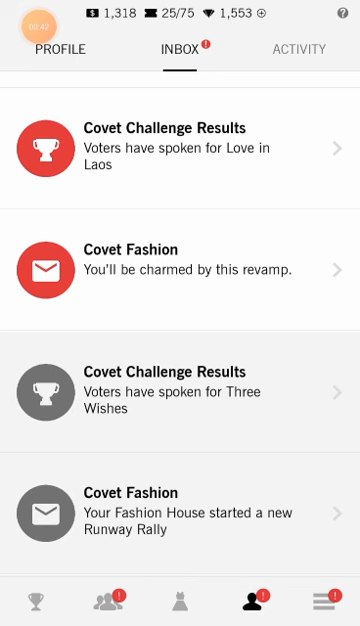 1,318 25/75 1,553
00:42
PROFILE INBOX ! ACTIVITY
Covet Challenge Results
Voters have spoken for Love in
Laos
Covet Fashion
You'll be charmed by this revamp.
Covet Challenge Results
Voters have spoken for Three
Wishes
Covet Fashion
Your Fashion House started a new
Runway Rally